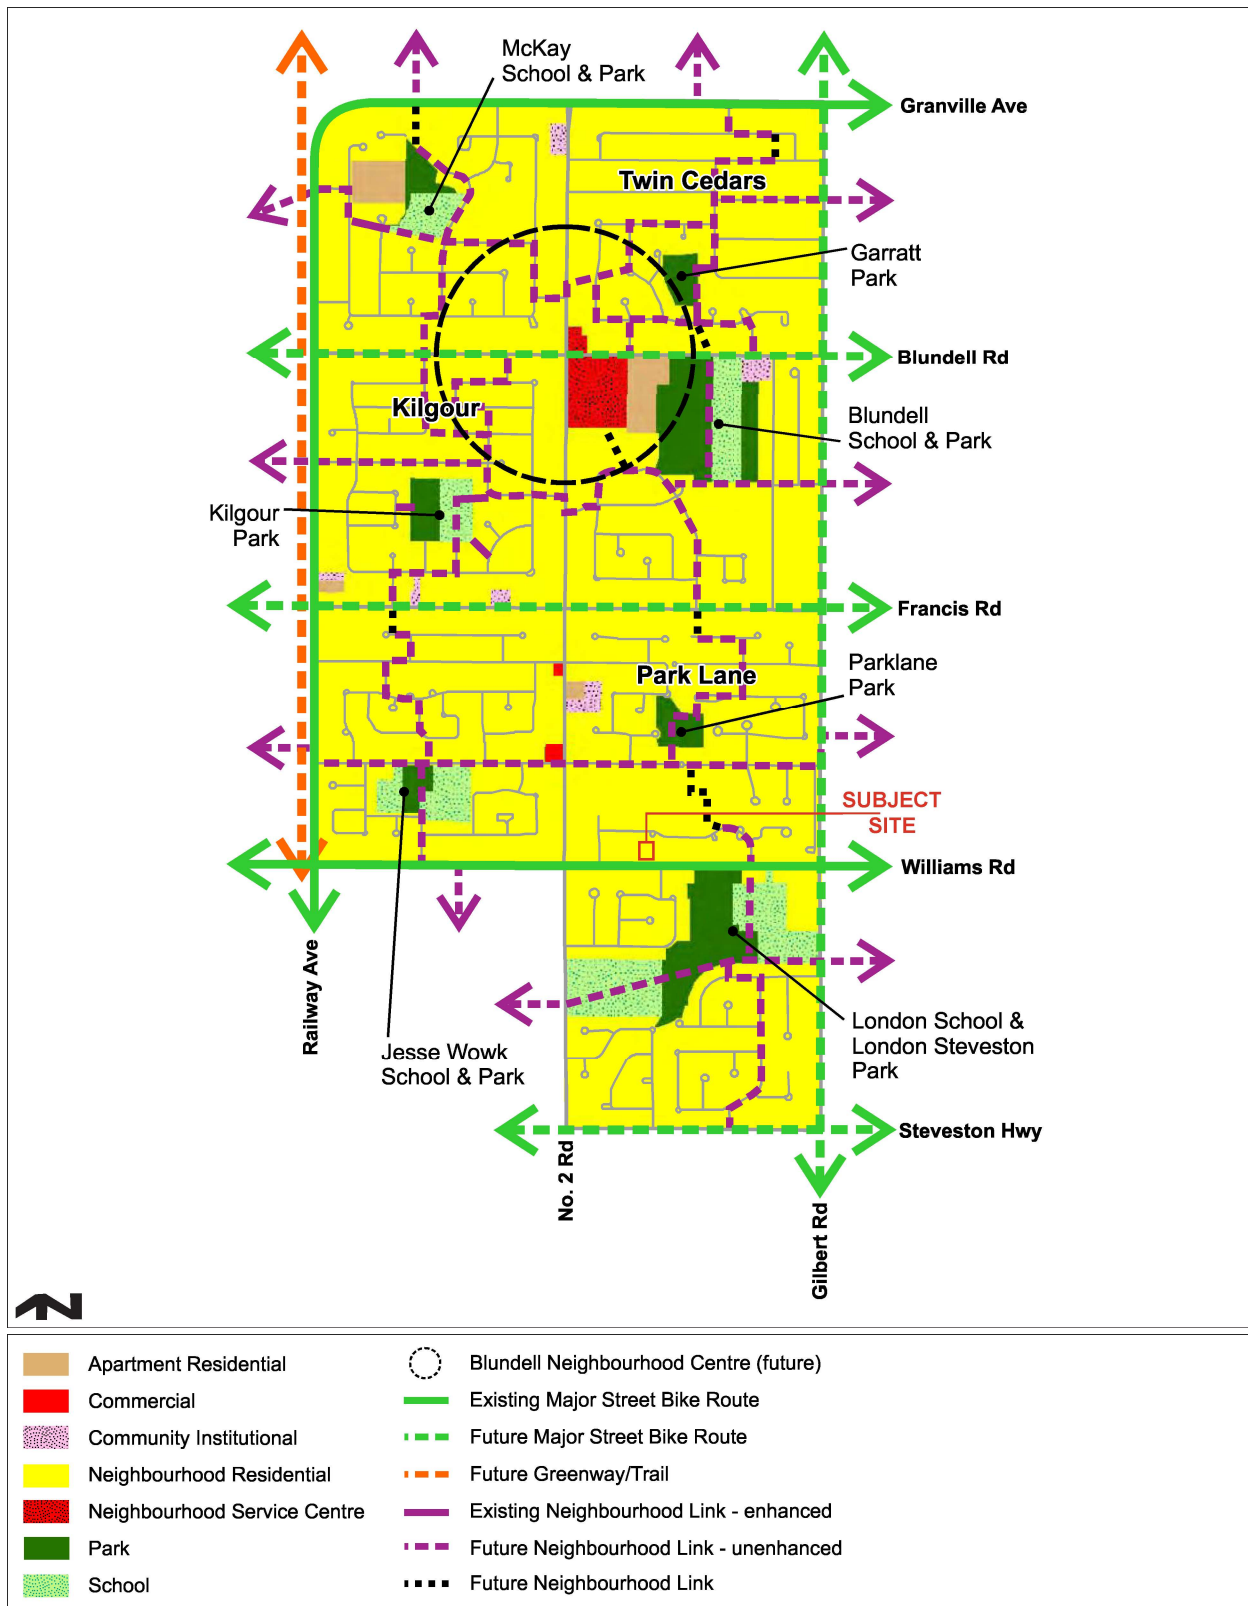 McKay
School & Park
Granville Ave
Twin Cedars
Garratt
Park
Blundell Rd
Kilgour
Blundell
School & Park
Kilgour
Park
Francis Rd
Park Lane
Parklane
Park
SUBJECT
SITE
Williams Rd
Railway Ave
London School &
London Steveston
Park
Jesse Wowk
School & Park
Steveston Hwy
No. 2 Rd
Gilbert Rd
N
Apartment Residential
Commercial
Community Institutional
Neighbourhood Residential
Neighbourhood Service Centre
Park
School
Blundell Neighbourhood Centre (future)
Existing Major Street Bike Route
Future Major Street Bike Route
Future Greenway/Trail
Existing Neighbourhood Link - enhanced
Future Neighbourhood Link - unenhanced
Future Neighbourhood Link